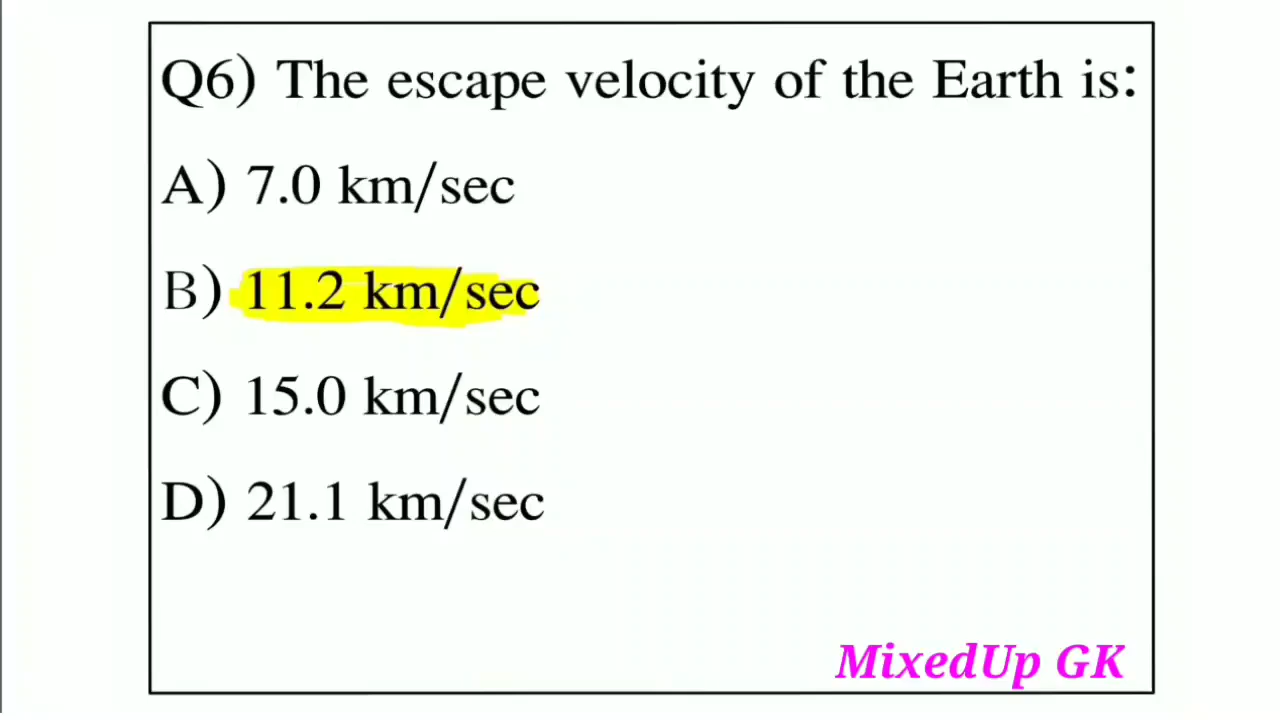 Q6) The escape velocity of the Earth is:
A) 7.0 km/sec
B) 11.2 km/sec
C) 15.0 km/sec
D) 21.1 km/sec
MixedUp GK